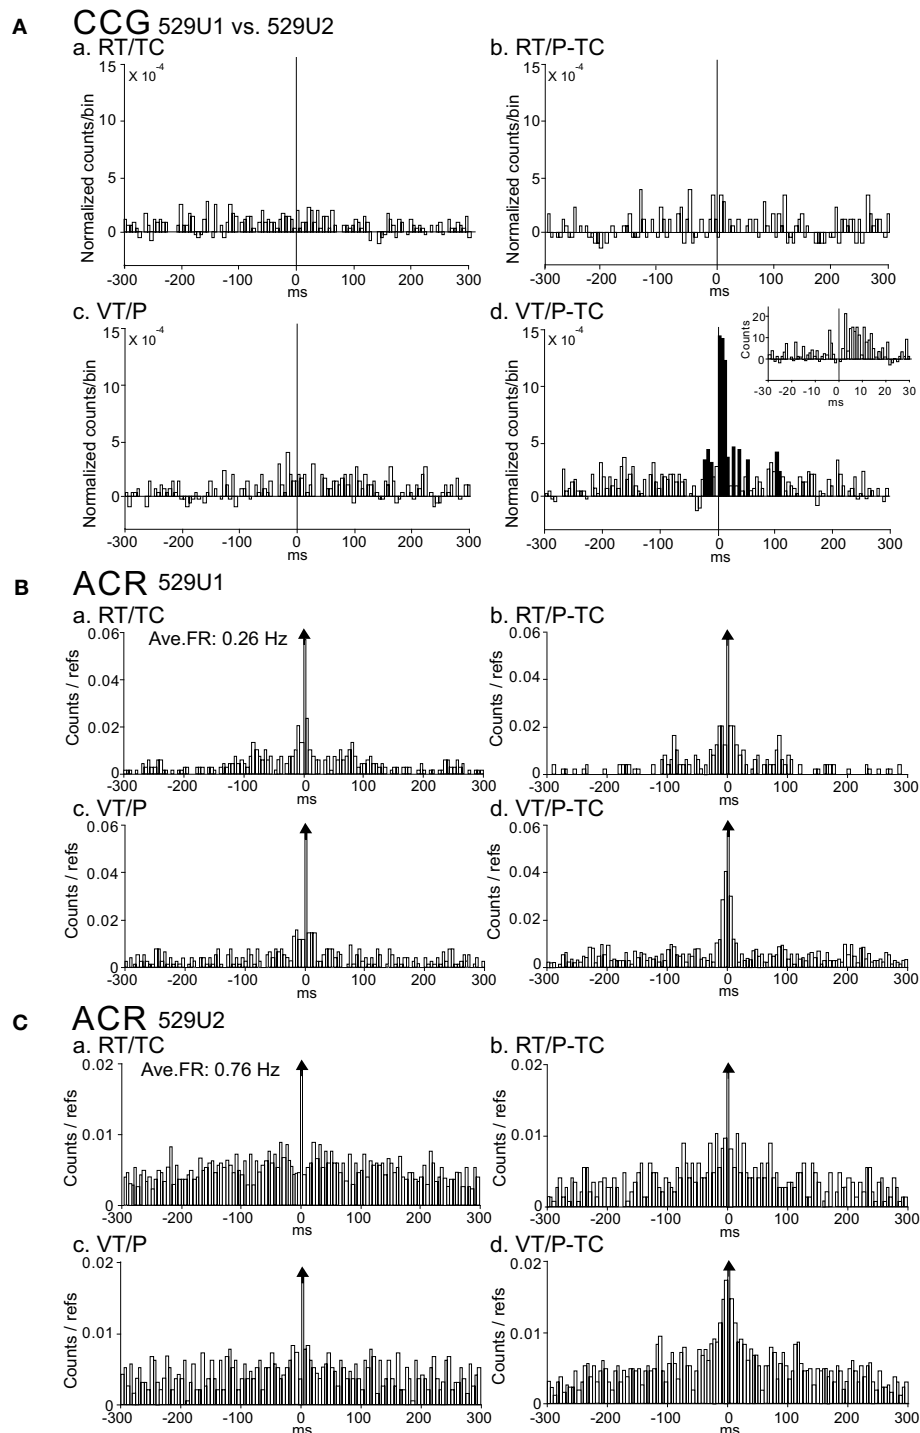 A CCG 529U1 vs. 529U2
a. RT/TC
b. RT/P-TC
Normalized counts/bin
15
X 10-4
10
5
0
-300 -200 -100 0 100 200 300
ms
Normalized counts/bin
15
X 10-4
10
5
0
-300 -200 -100 0 100 200 300
ms
c. VT/P
d. VT/P-TC
Normalized counts/bin
15
X 10-4
10
5
0
-300 -200 -100 0 100 200 300
ms
Normalized counts/bin
15
X 10-4
10
5
0
-300 -200 -100 0 100 200 300
ms
Counts
20
10
0
-30 -20 -10 0 10 20 30
ms
B ACR 529U1
a. RT/TC
b. RT/P-TC
Ave.FR: 0.26 Hz
Counts / refs
0.06
0.04
0.02
0
-300 -200 -100 0 100 200 300
ms
Counts / refs
0.06
0.04
0.02
0
-300 -200 -100 0 100 200 300
ms
c. VT/P
d. VT/P-TC
Counts / refs
0.06
0.04
0.02
0
-300 -200 -100 0 100 200 300
ms
Counts / refs
0.06
0.04
0.02
0
-300 -200 -100 0 100 200 300
ms
C ACR 529U2
a. RT/TC
b. RT/P-TC
Ave.FR: 0.76 Hz
Counts / refs
0.02
0.01
0
-300 -200 -100 0 100 200 300
ms
Counts / refs
0.02
0.01
0
-300 -200 -100 0 100 200 300
ms
c. VT/P
d. VT/P-TC
Counts / refs
0.02
0.01
0
-300 -200 -100 0 100 200 300
ms
Counts / refs
0.02
0.01
0
-300 -200 -100 0 100 200 300
ms